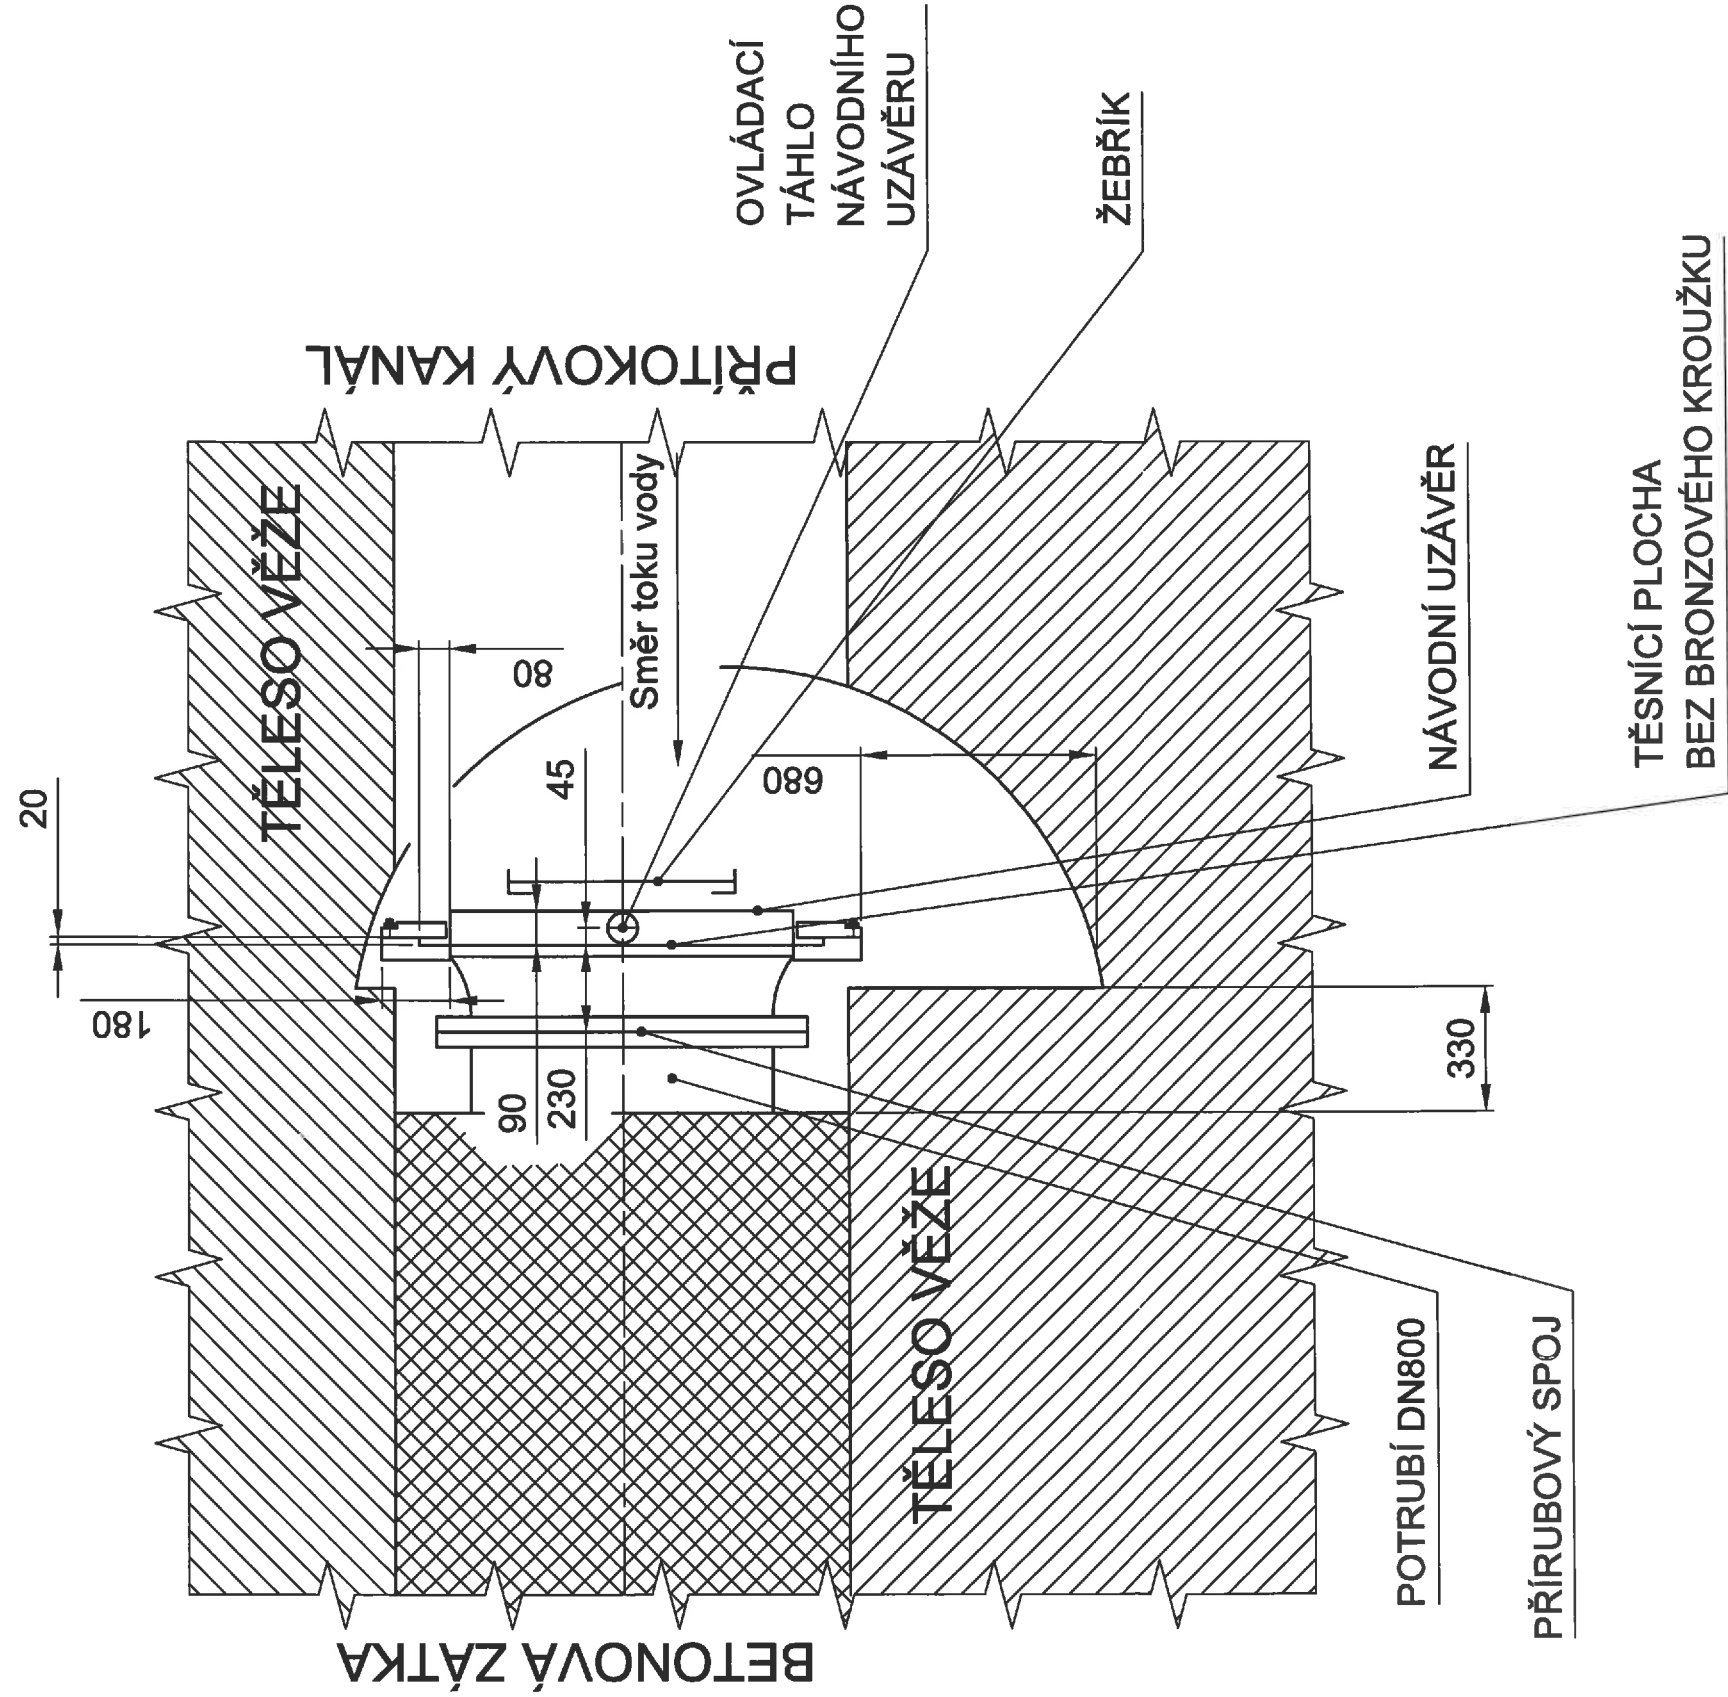 OVLÁDACÍ
TÁHLO
NÁVODNÍHO
UZÁVĚRU
ŽEBŘÍK
PŘÍTOKOVÝ KANÁL
TĚLESO VĚŽE
Směr toku vody
20
80
45
680
180
90
230
330
NÁVODNÍ UZÁVĚR
TĚSNÍCÍ PLOCHA
BEZ BRONZOVÉHO KROUŽKU
TĚLESO VĚŽE
POTRUBÍ DN800
PŘÍRUBOVÝ SPOJ
BETONOVÁ ZÁTKA